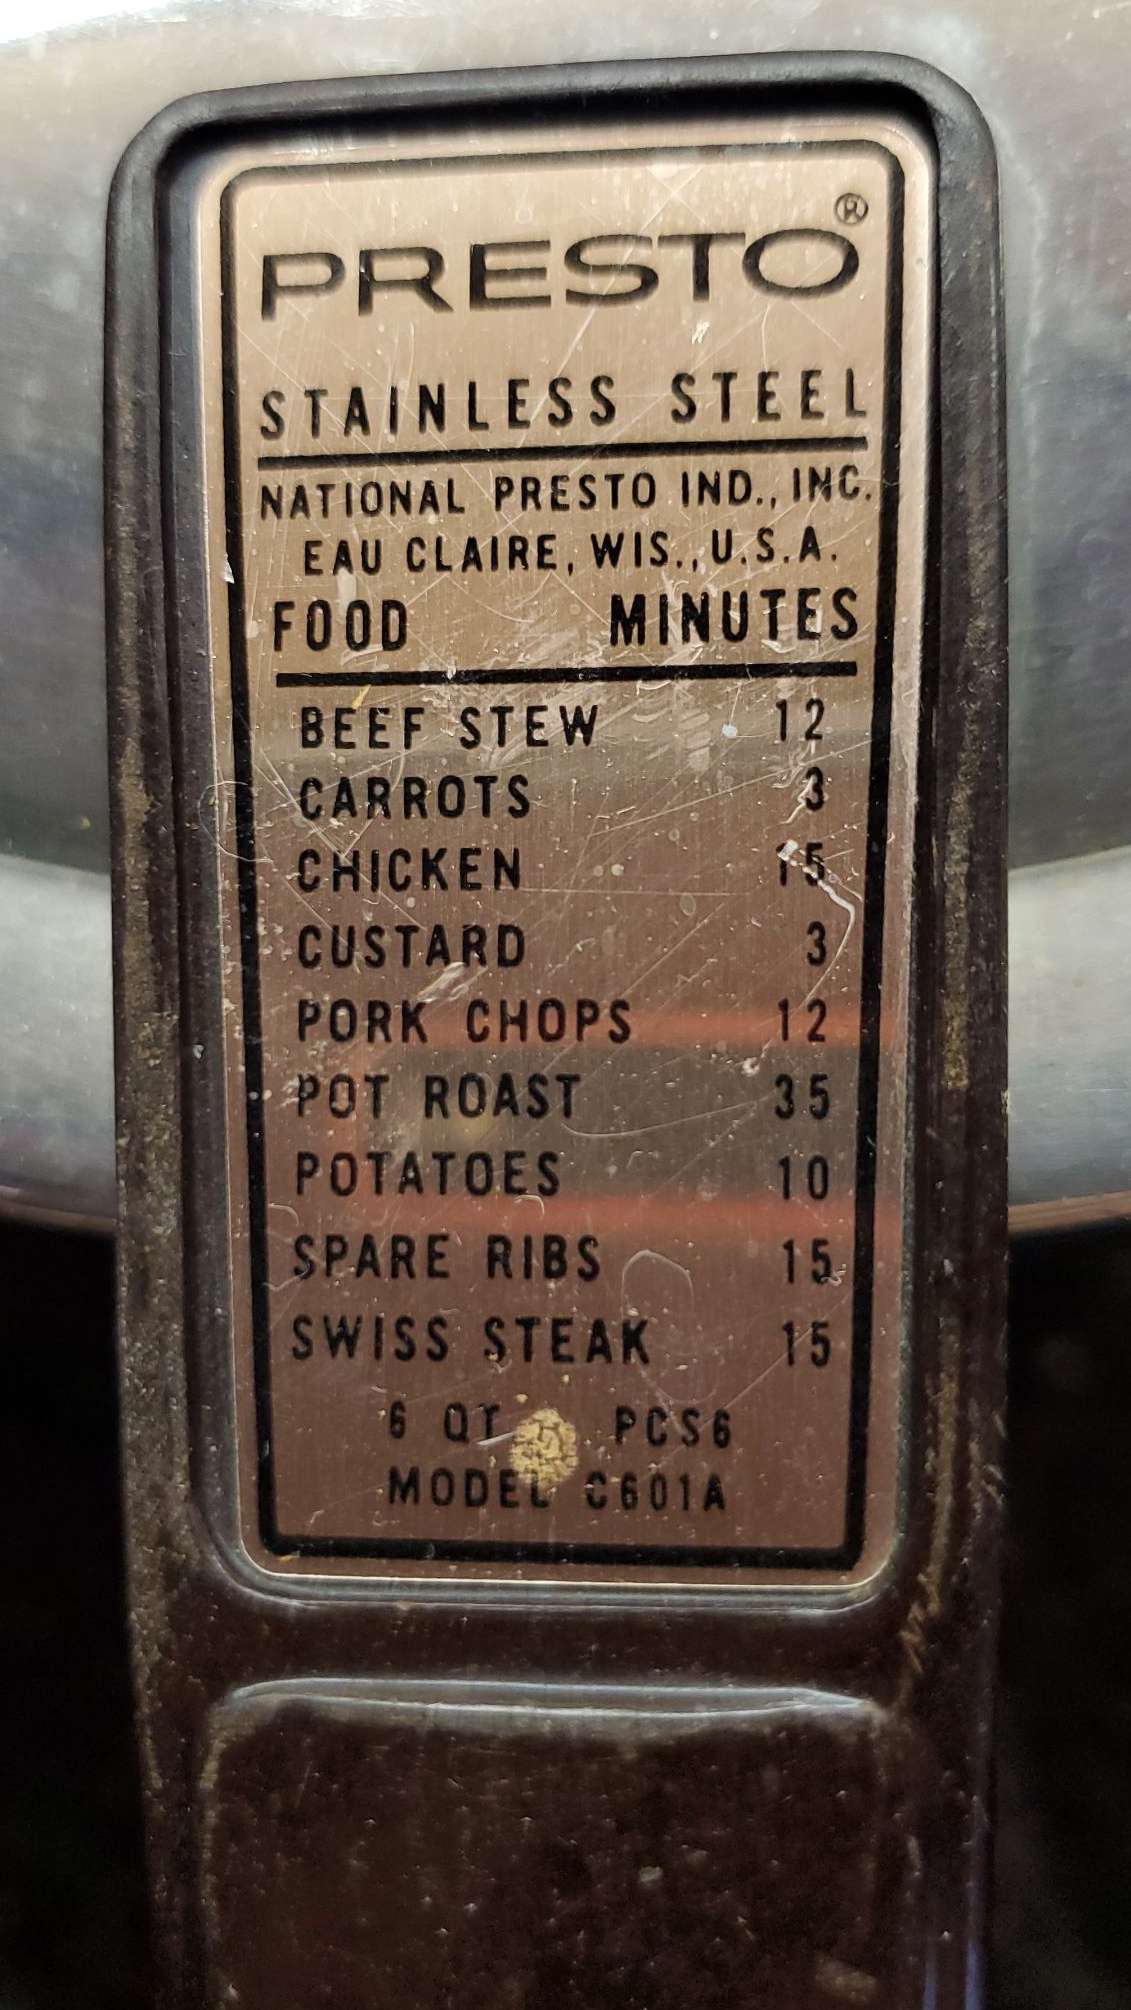 PRESTO®
STAINLESS STEEL
NATIONAL PRESTO IND., INC.
EAU CLAIRE, WIS., U.S.A.
FOOD MINUTES
BEEF STEW 12
CARROTS 3
CHICKEN 15
CUSTARD 3
PORK CHOPS 12
POT ROAST 35
POTATOES 10
SPARE RIBS 15
SWISS STEAK 15
6 QT PCS6
MODEL C601A